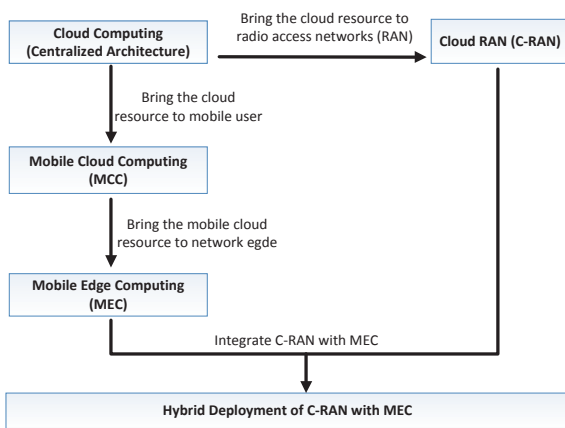 Cloud Computing
(Centralized Architecture)
Bring the cloud resource to
radio access networks (RAN)
Cloud RAN (C-RAN)
Bring the cloud
resource to mobile user
Mobile Cloud Computing
(MCC)
Bring the mobile cloud
resource to network egde
Mobile Edge Computing
(MEC)
Integrate C-RAN with MEC
Hybrid Deployment of C-RAN with MEC